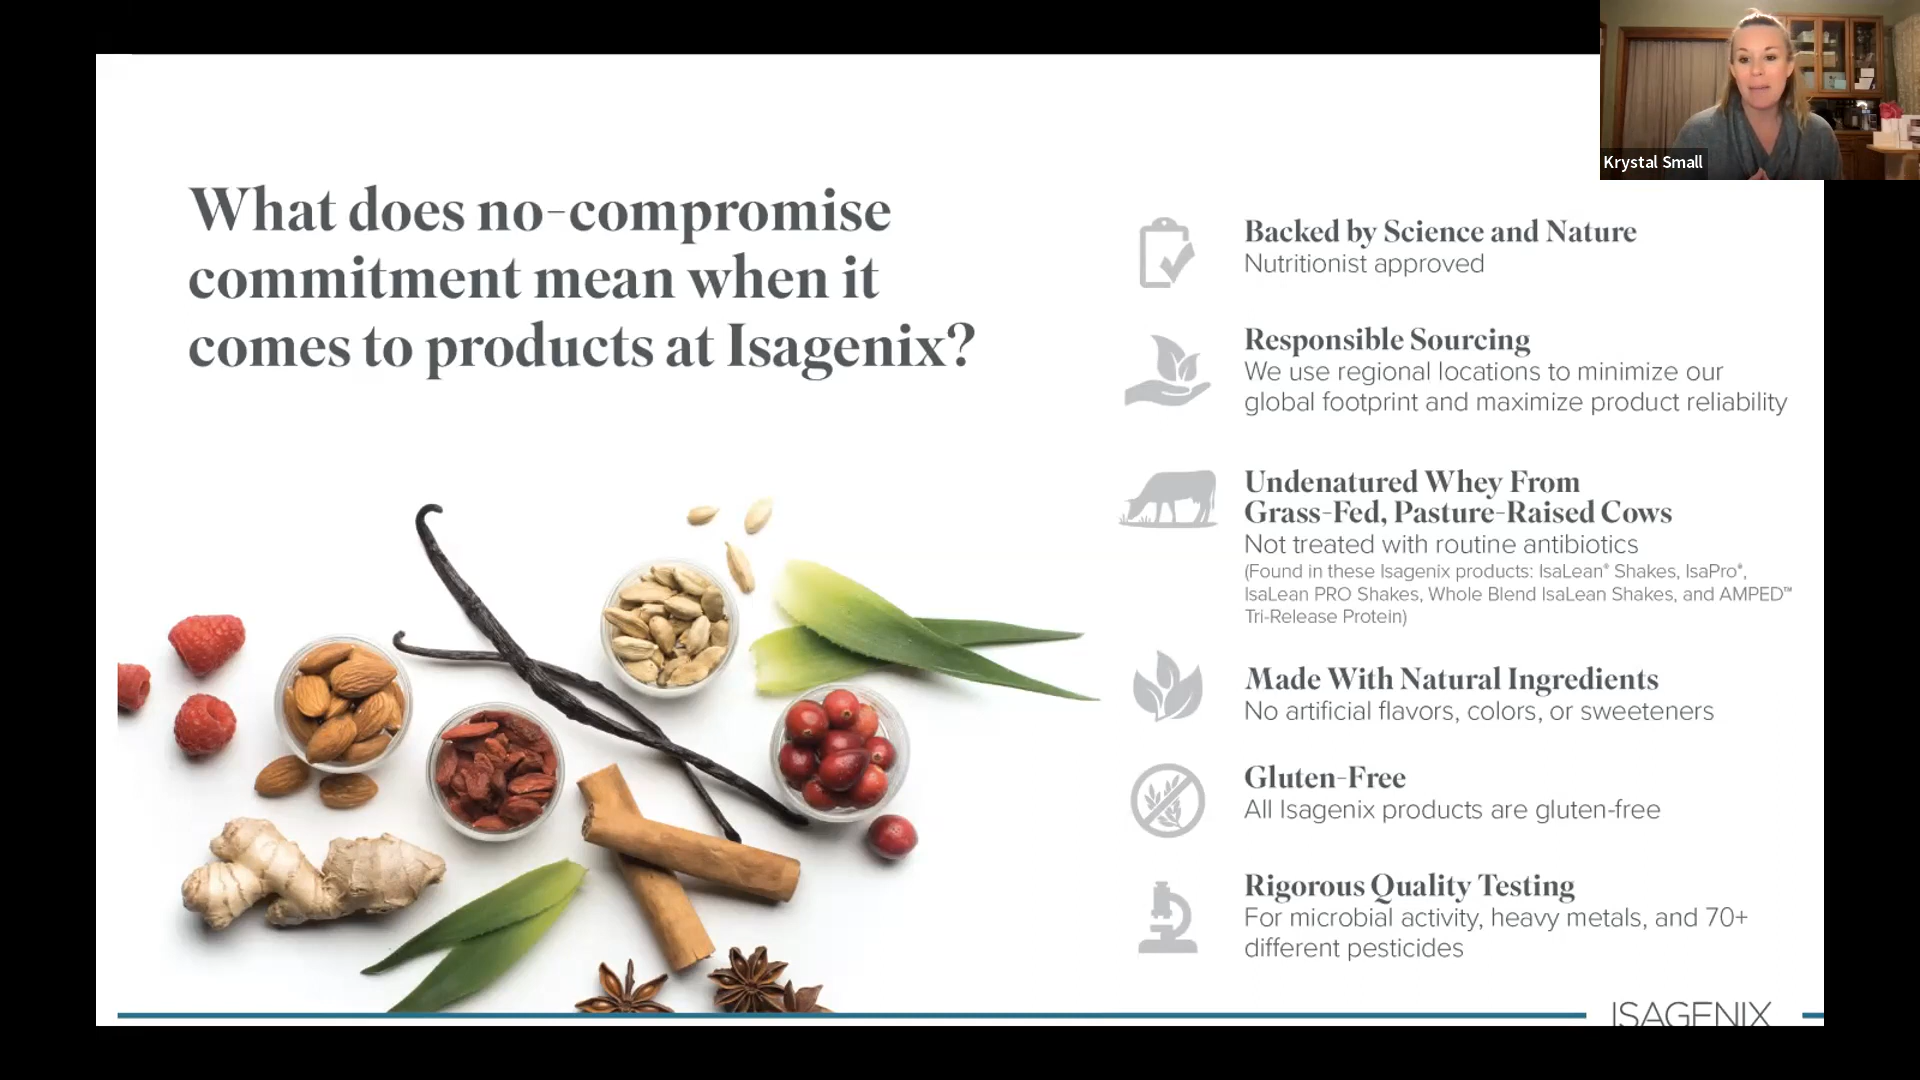 Krystal Small
What does no-compromise
commitment mean when it
comes to products at Isagenix?
Backed by Science and Nature
Nutritionist approved
Responsible Sourcing
We use regional locations to minimize our
global footprint and maximize product reliability
Undenatured Whey From
Grass-Fed, Pasture-Raised Cows
Not treated with routine antibiotics
(Found in these Isagenix products: IsaLean® Shakes, IsaPro®,
IsaLean PRO Shakes, Whole Blend IsaLean Shakes, and AMPED™
Tri-Release Protein)
Made With Natural Ingredients
No artificial flavors, colors, or sweeteners
Gluten-Free
All Isagenix products are gluten-free
Rigorous Quality Testing
For microbial activity, heavy metals, and 70+
different pesticides
ISAGENIX